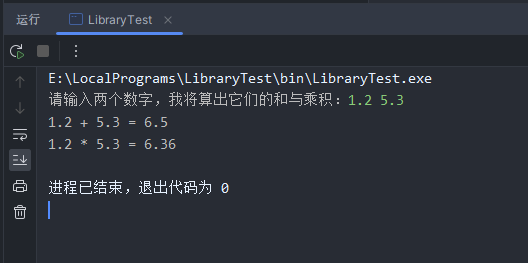 运行
LibraryTest
E:\LocalPrograms\LibraryTest\bin\LibraryTest.exe
请输入两个数字，我将算出它们的和与乘积：1.2 5.3
1.2 + 5.3 = 6.5
1.2 * 5.3 = 6.36
进程已结束，退出代码为 0